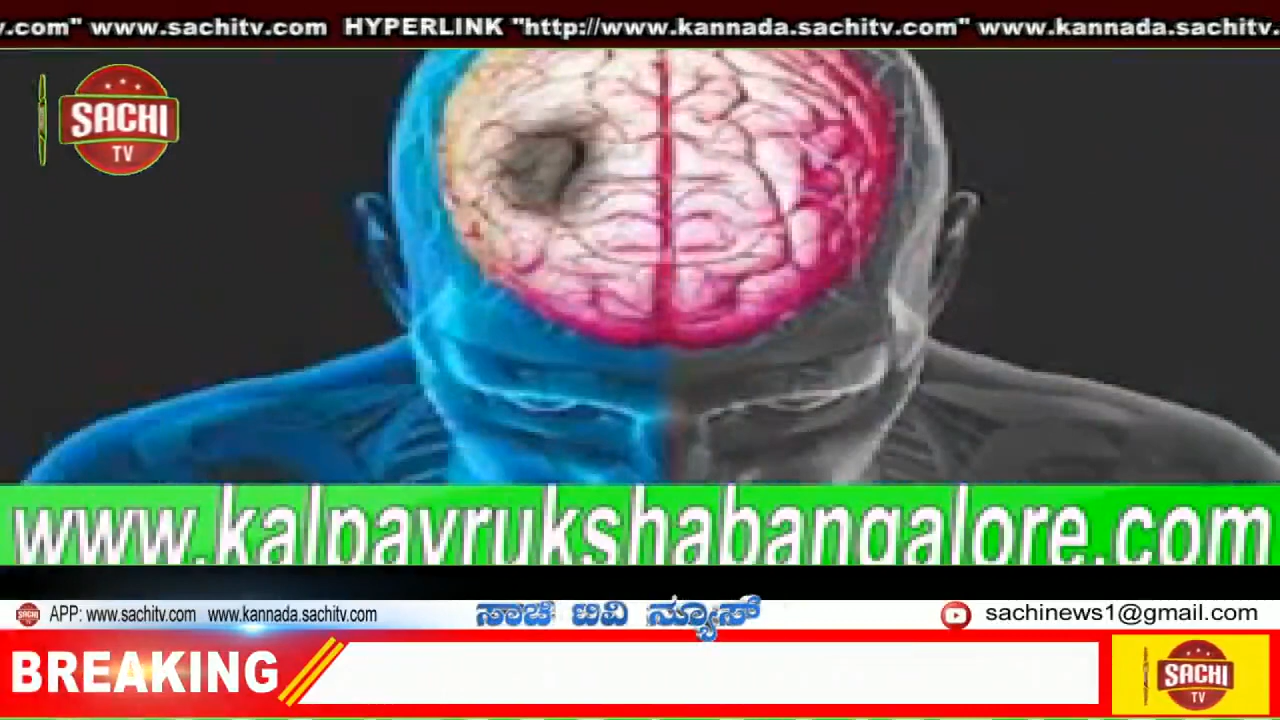 v.com" www.sachitv.com HYPERLINK "http://www.kannada.sachitv.com" www.kannada.sachitv.
SACHI
TV
www.kalpavrukshabangalore.com
SACHI APP: www.sachitv.com www.kannada.sachitv.com ಸಾಚಿ ಟಿವಿ ನ್ಯೂಸ್ sachinews1@gmail.com
BREAKING
SACHI
TV